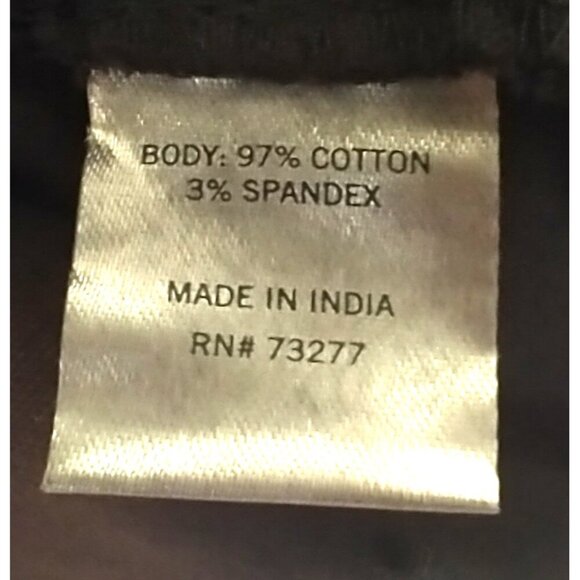 BODY: 97% COTTON
3% SPANDEX
MADE IN INDIA
RN# 73277